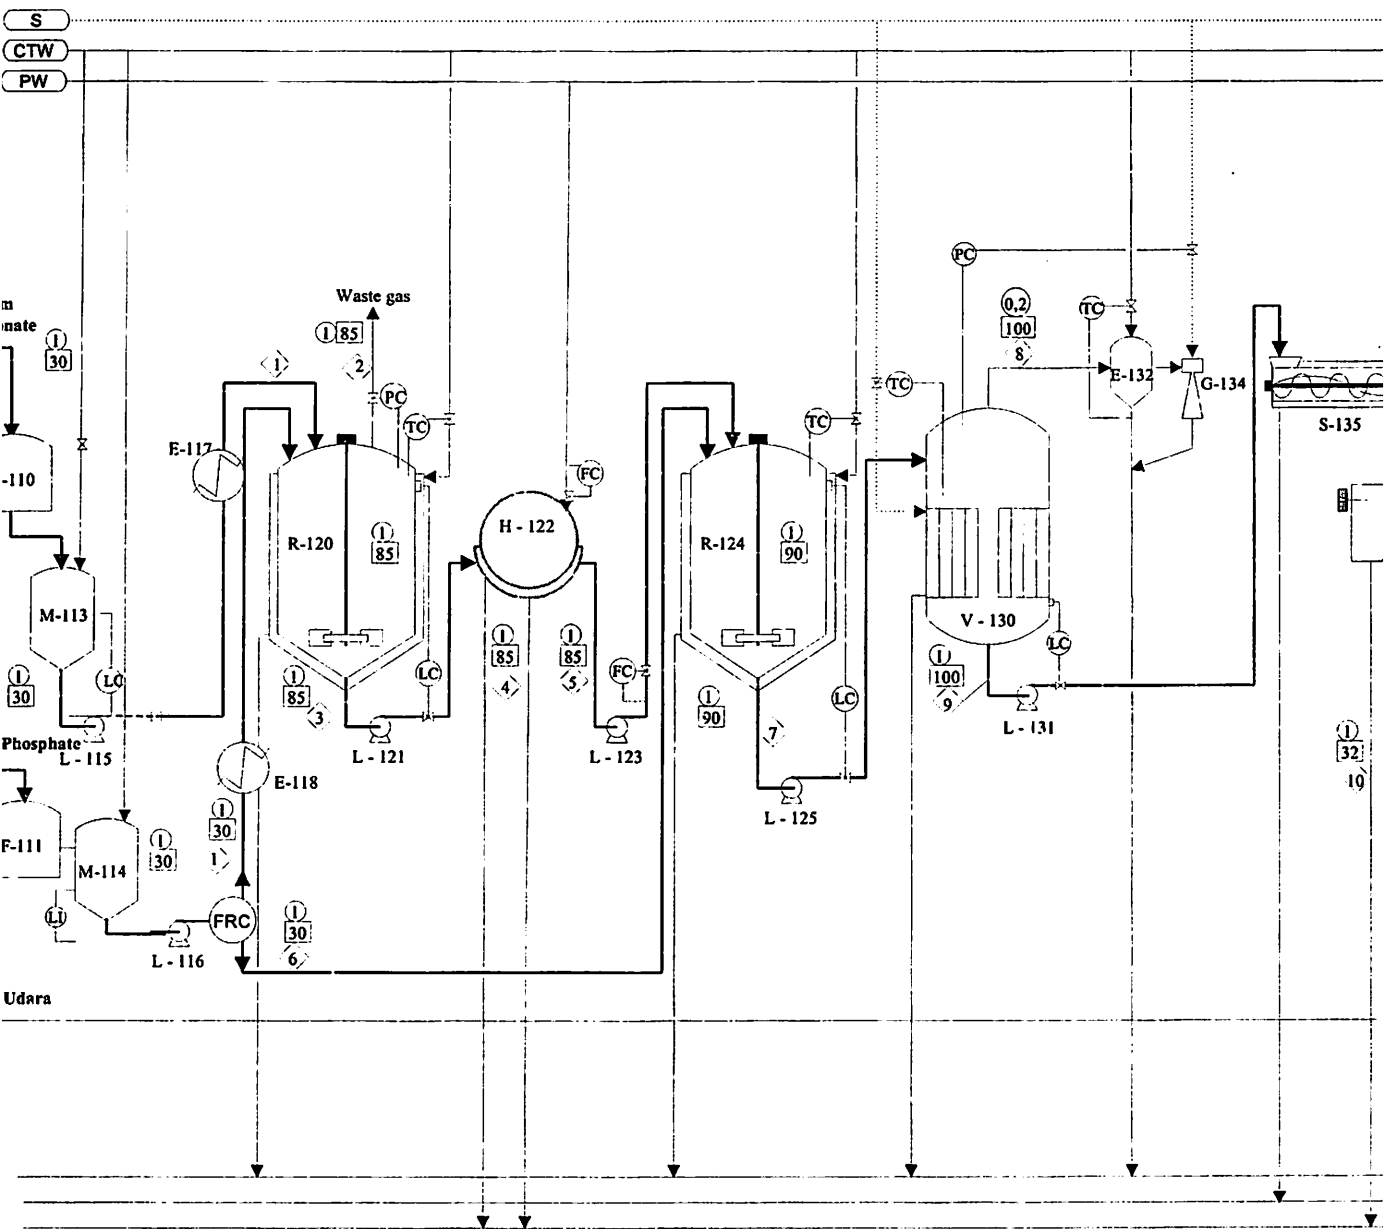 S
CTW
PW
PC
Waste gas
1
85
2
0,2
100
8
TC
E-132
G-134
S-135
nate
1
30
1
PC
TC
TC
TC
E-117
-110
FC
H - 122
R-120
1
85
R-124
1
90
M-113
V - 130
LC
1
30
LC
1
85
3
LC
1
85
4
1
85
5
FC
1
90
LC
7
1
100
9
L - 131
Phosphate
L - 115
L - 121
L - 123
1
32
10
E-118
L - 125
1
30
1
F-111
M-114
1
30
LI
FRC
1
30
6
L - 116
Udara